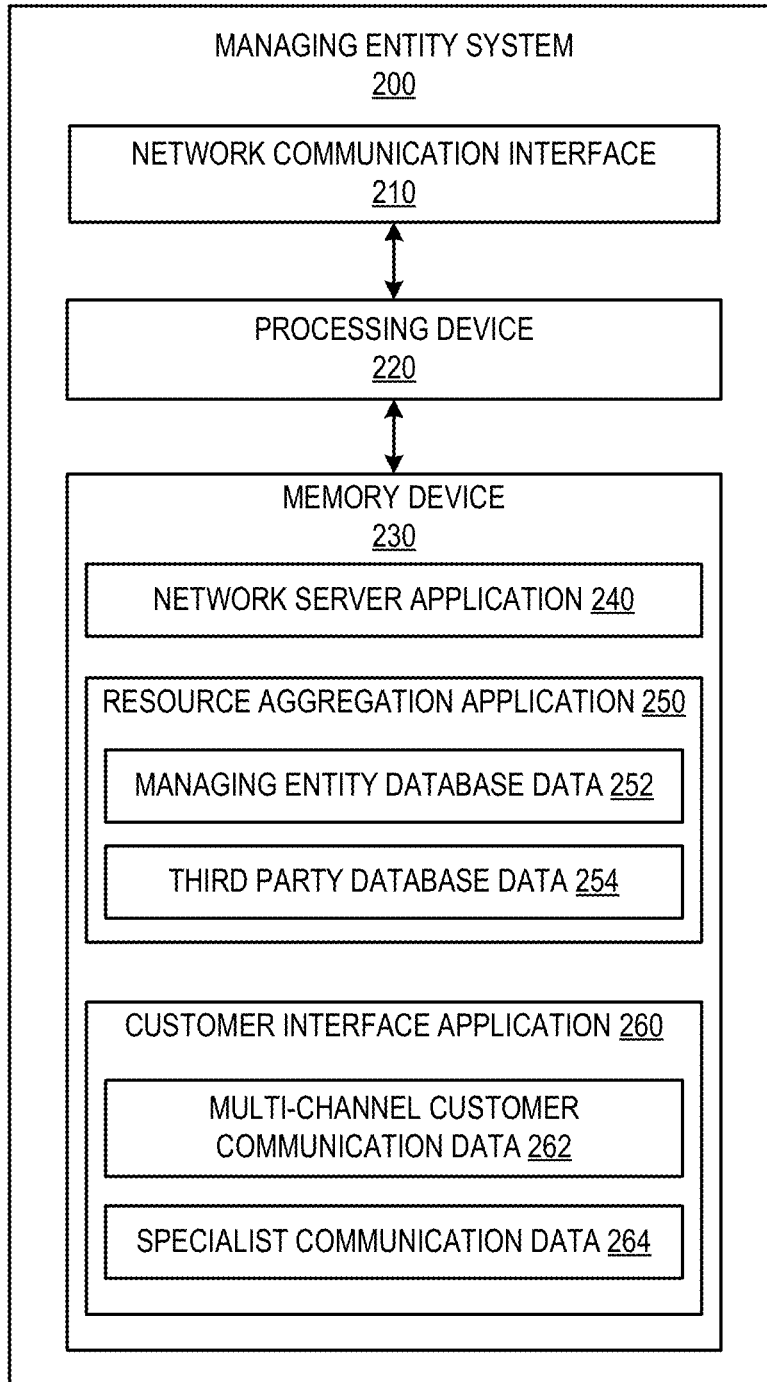 MANAGING ENTITY SYSTEM
200
NETWORK COMMUNICATION INTERFACE
210
PROCESSING DEVICE
220
MEMORY DEVICE
230
NETWORK SERVER APPLICATION 240
RESOURCE AGGREGATION APPLICATION 250
MANAGING ENTITY DATABASE DATA 252
THIRD PARTY DATABASE DATA 254
CUSTOMER INTERFACE APPLICATION 260
MULTI-CHANNEL CUSTOMER
COMMUNICATION DATA 262
SPECIALIST COMMUNICATION DATA 264